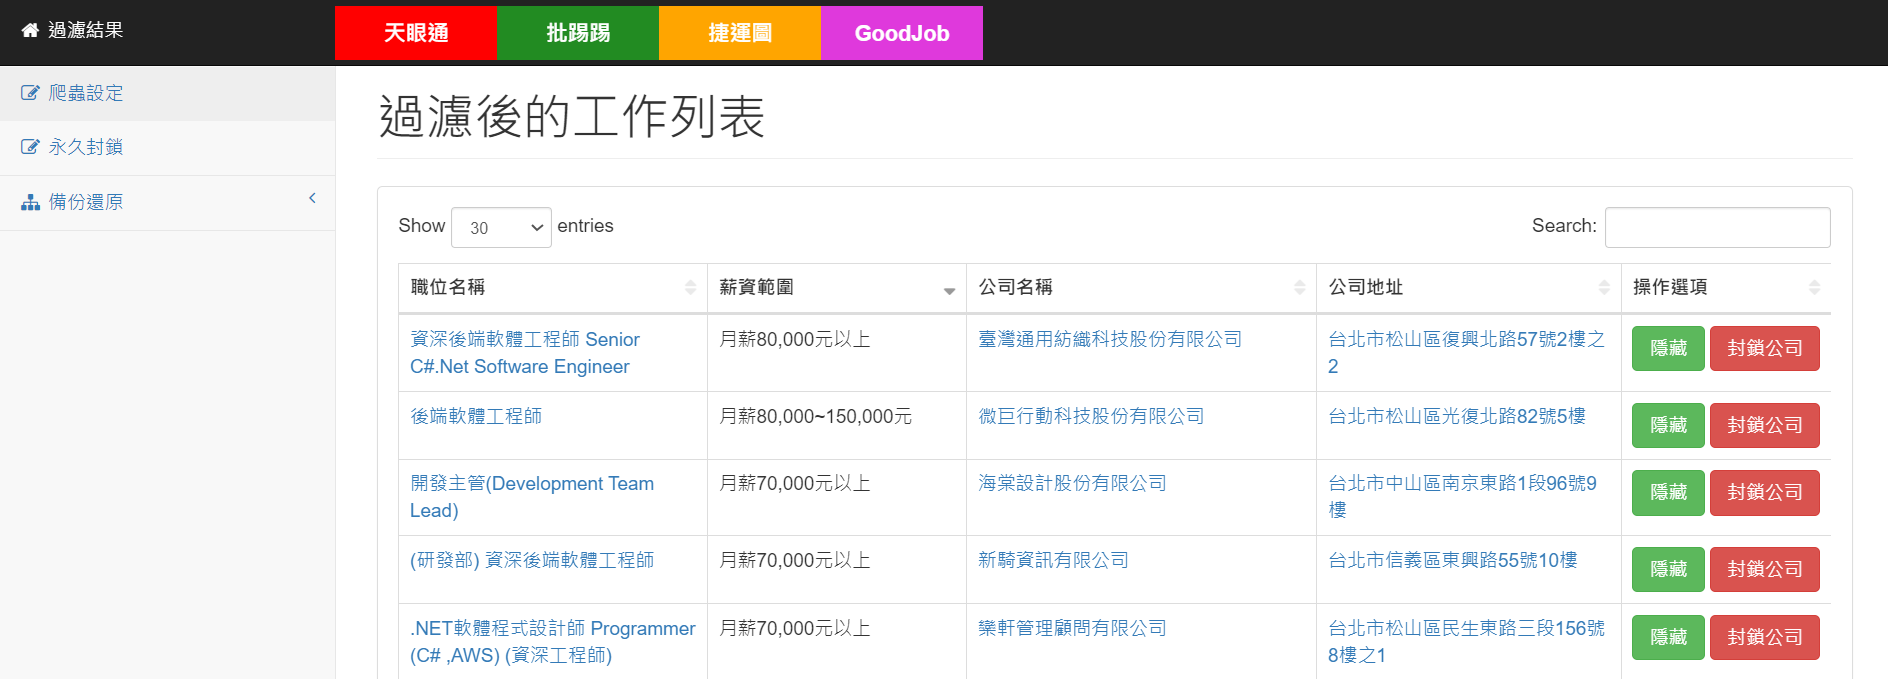 過濾結果
天眼通
批踢踢
捷運圖
GoodJob
爬蟲設定
永久封鎖
備份還原
過濾後的工作列表
Show 30 entries
Search:
職位名稱 薪資範圍 公司名稱 公司地址 操作選項
資深後端軟體工程師 Senior
C#.Net Software Engineer
月薪80,000元以上
臺灣通用紡織科技股份有限公司
台北市松山區復興北路57號2樓之
2
隱藏 封鎖公司
後端軟體工程師
月薪80,000~150,000元
微巨行動科技股份有限公司
台北市松山區光復北路82號5樓
隱藏 封鎖公司
開發主管(Development Team
Lead)
月薪70,000元以上
海棠設計股份有限公司
台北市中山區南京東路1段96號9
樓
隱藏 封鎖公司
(研發部) 資深後端軟體工程師
月薪70,000元以上
新騎資訊有限公司
台北市信義區東興路55號10樓
隱藏 封鎖公司
.NET軟體程式設計師 Programmer
(C# ,AWS) (資深工程師)
月薪70,000元以上
欒軒管理顧問有限公司
台北市松山區民生東路三段156號
8樓之1
隱藏 封鎖公司